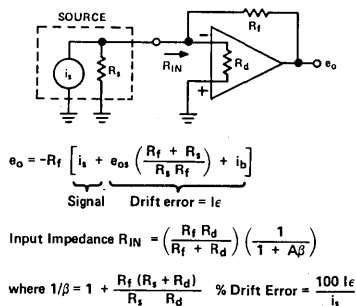 SOURCE
i_s
R_s
R_IN
R_f
R_d
−
+
e_o
e_o = -R_f [ i_s + e_os ( (R_f + R_s) / (R_s R_f) ) + i_b ]
Signal Drift error = Iε
Input Impedance R_IN = ( (R_f R_d) / (R_f + R_d) ) ( 1 / (1 + Aβ) )
where 1/β = 1 + (R_f (R_s + R_d)) / (R_s R_d) % Drift Error = (100 Iε) / i_s